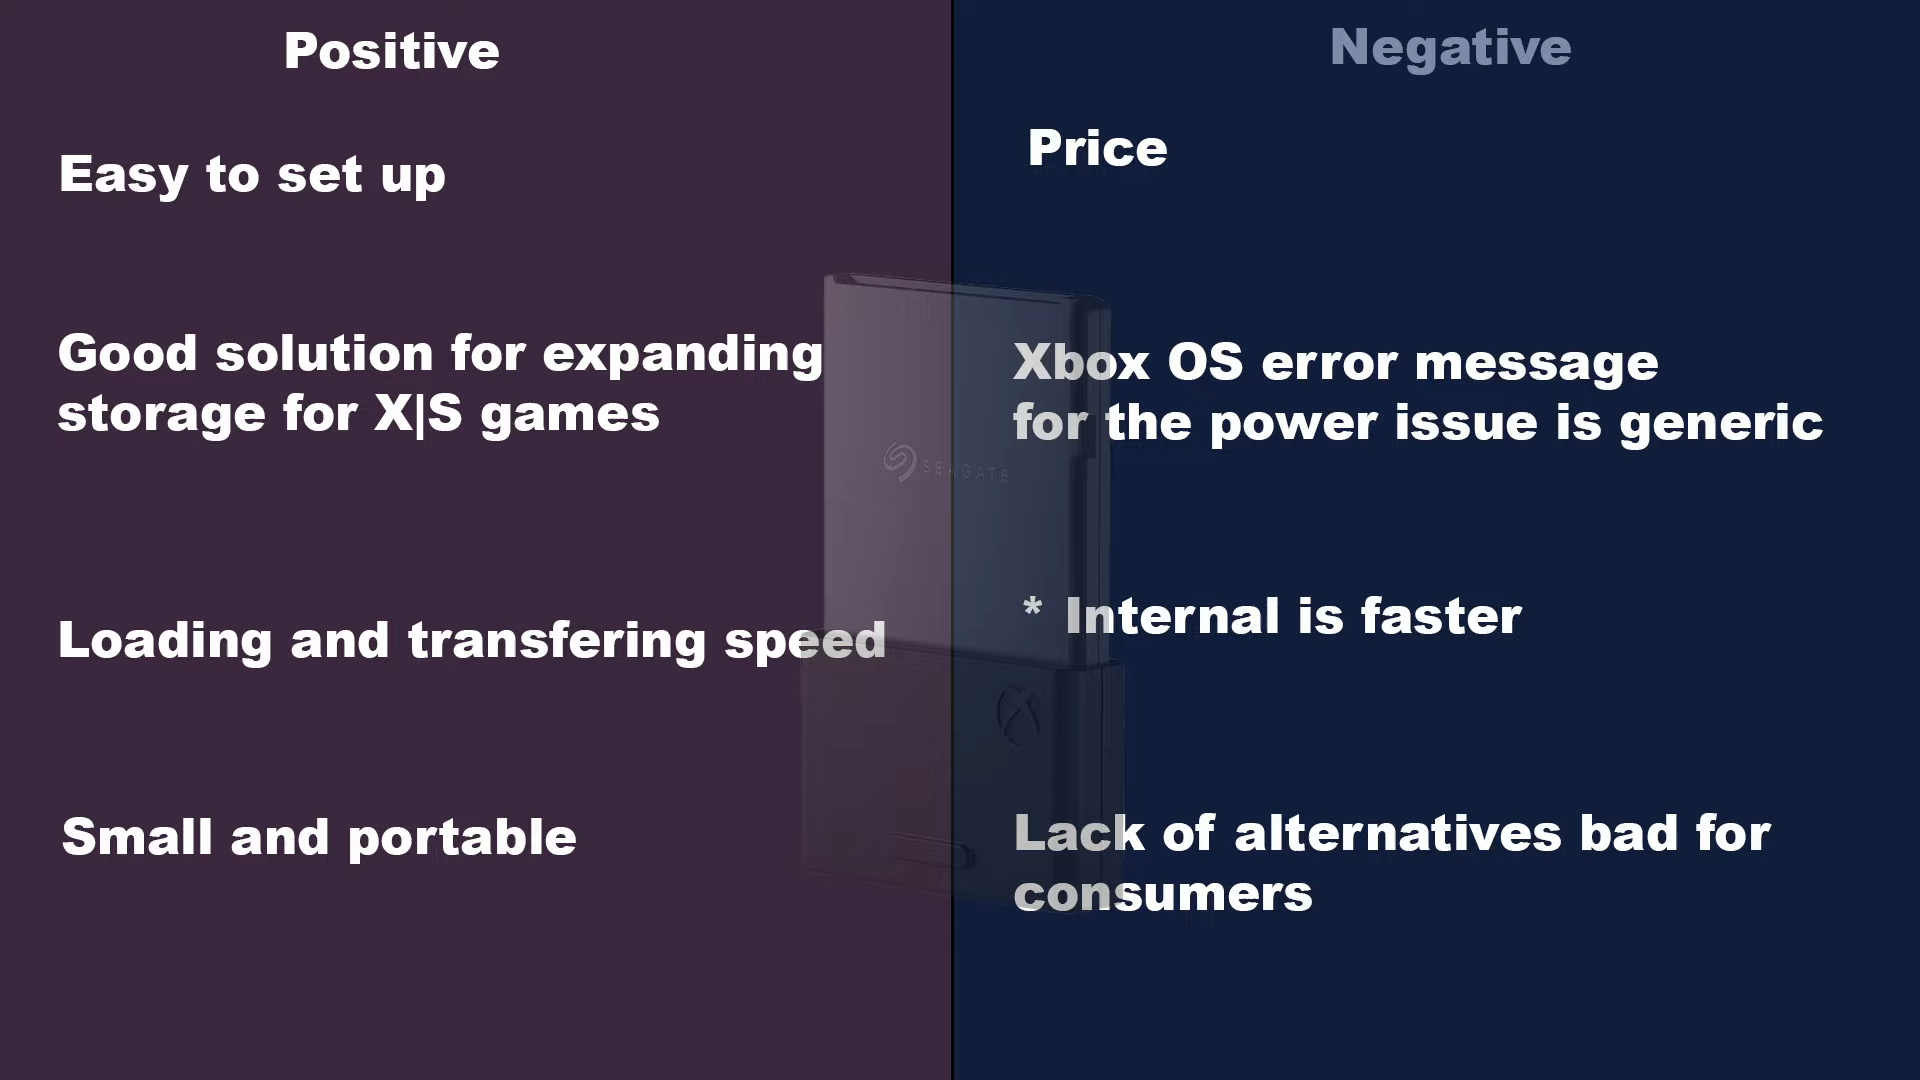 Positive
Easy to set up
Good solution for expanding
storage for X|S games
Loading and transfering speed
Small and portable
SEAGATE
Negative
Price
Xbox OS error message
for the power issue is generic
* Internal is faster
Lack of alternatives bad for
consumers